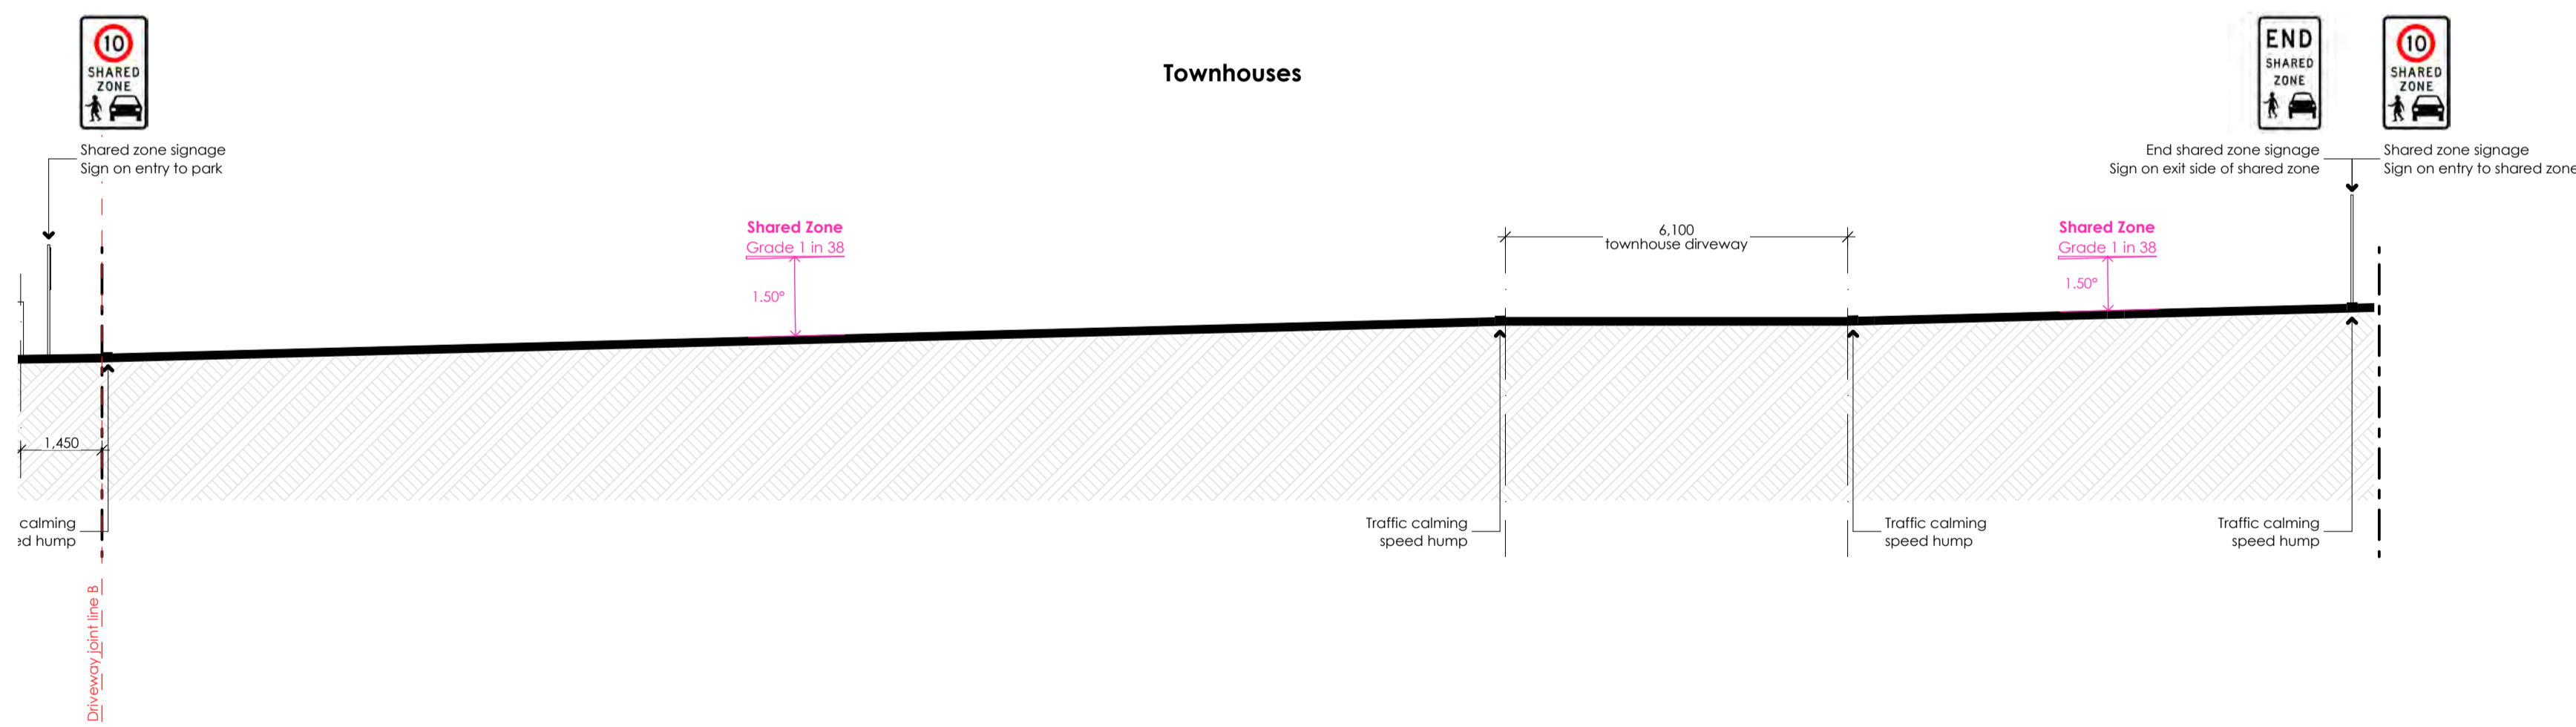 10
SHARED
ZONE
Shared zone signage
Sign on entry to park
Townhouses
END
SHARED
ZONE
10
SHARED
ZONE
End shared zone signage
Sign on exit side of shared zone
Shared zone signage
Sign on entry to shared zone
Shared Zone
Grade 1 in 38
1.50°
6,100
townhouse dirveway
Shared Zone
Grade 1 in 38
1.50°
1,450
calming
ed hump
Traffic calming
speed hump
Traffic calming
speed hump
Traffic calming
speed hump
Driveway joint line B